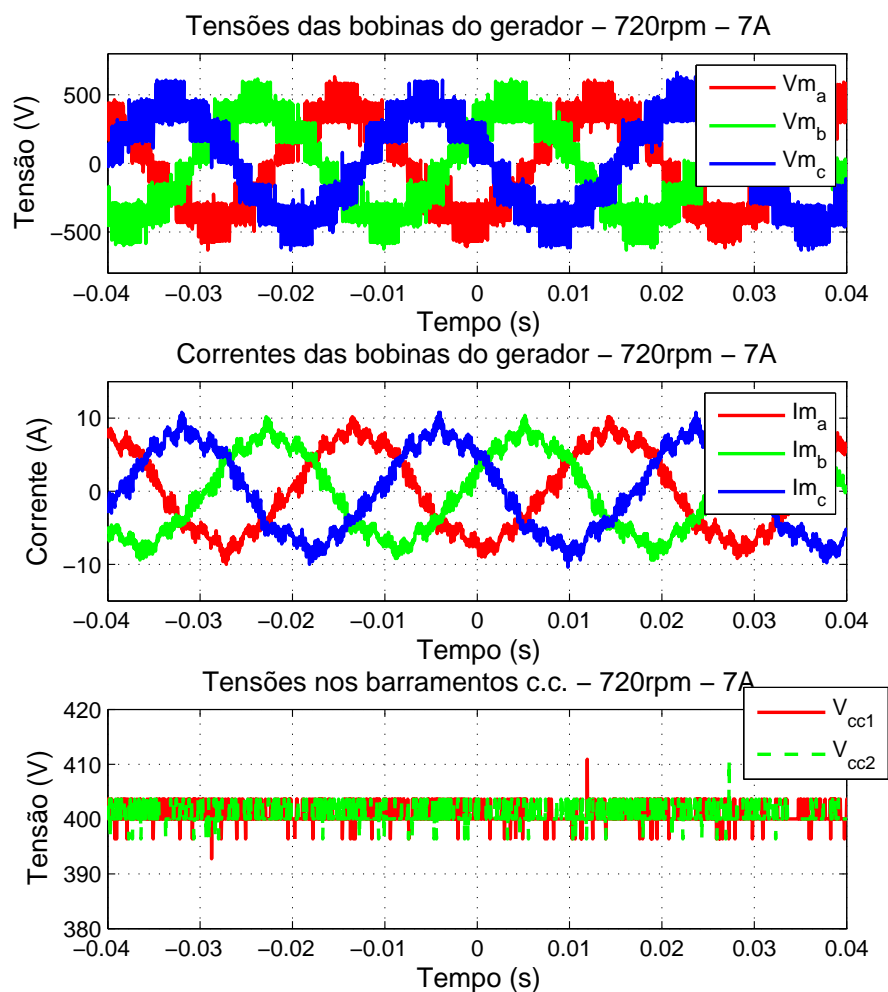 Tensões das bobinas do gerador − 720rpm − 7A
Tensão (V)
500
0
−500
Vm_a
Vm_b
Vm_c
−0.04 −0.03 −0.02 −0.01 0 0.01 0.02 0.03 0.04
Tempo (s)
Correntes das bobinas do gerador − 720rpm − 7A
Corrente (A)
10
0
−10
Im_a
Im_b
Im_c
−0.04 −0.03 −0.02 −0.01 0 0.01 0.02 0.03 0.04
Tempo (s)
Tensões nos barramentos c.c. − 720rpm − 7A
Tensão (V)
420
410
400
390
380
V_cc1
V_cc2
−0.04 −0.03 −0.02 −0.01 0 0.01 0.02 0.03 0.04
Tempo (s)